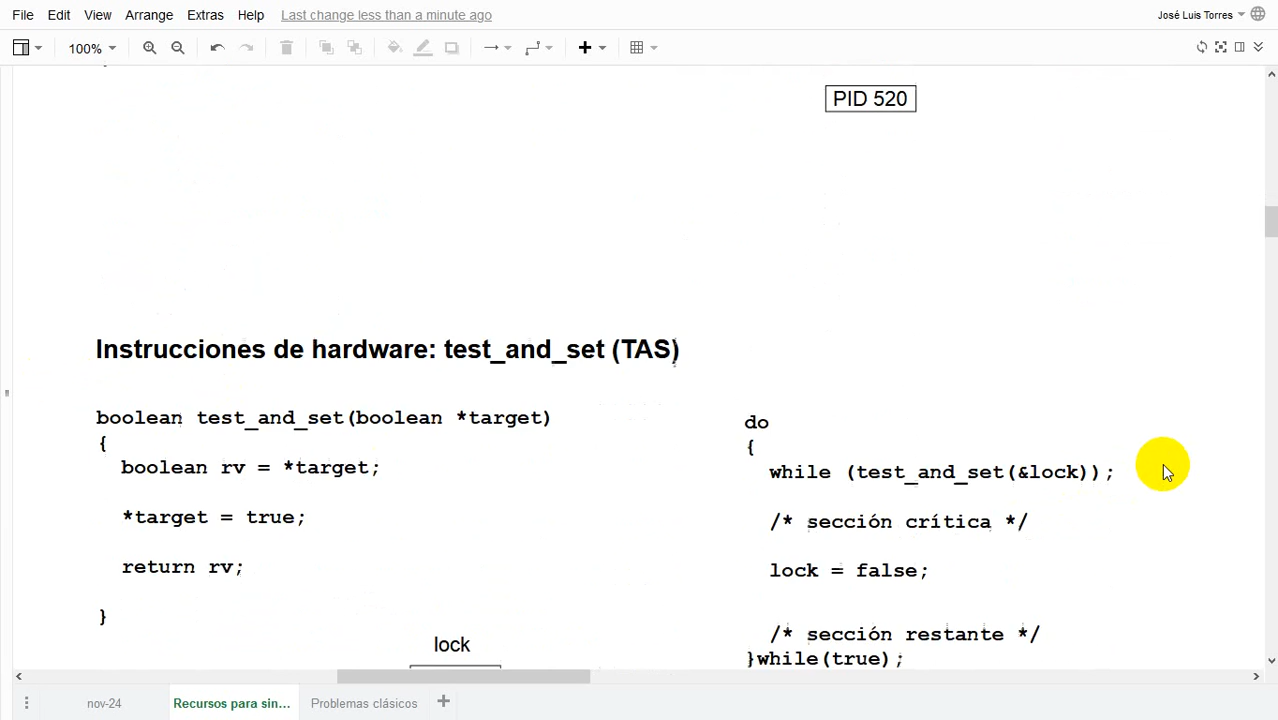 File Edit View Arrange Extras Help Last change less than a minute ago José Luis Torres
100%
PID 520
Instrucciones de hardware: test_and_set (TAS)
boolean test_and_set(boolean *target)
{
boolean rv = *target;
*target = true;
return rv;
}
lock
do
{
while (test_and_set(&lock));
/* sección crítica */
lock = false;
/* sección restante */
}while(true);
nov-24 Recursos para sin... Problemas clásicos